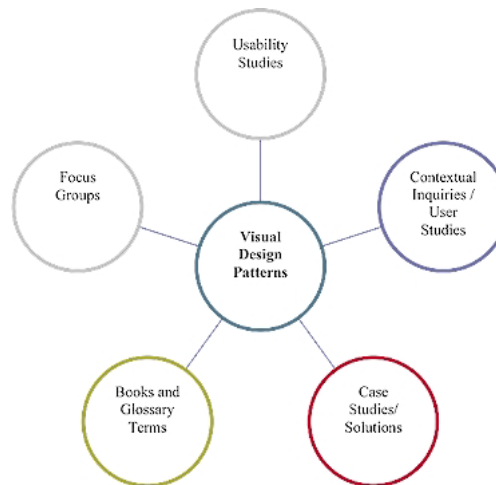 Usability
Studies
Focus
Groups
Contextual
Inquiries /
User
Studies
Visual
Design
Patterns
Books and
Glossary
Terms
Case
Studies/
Solutions